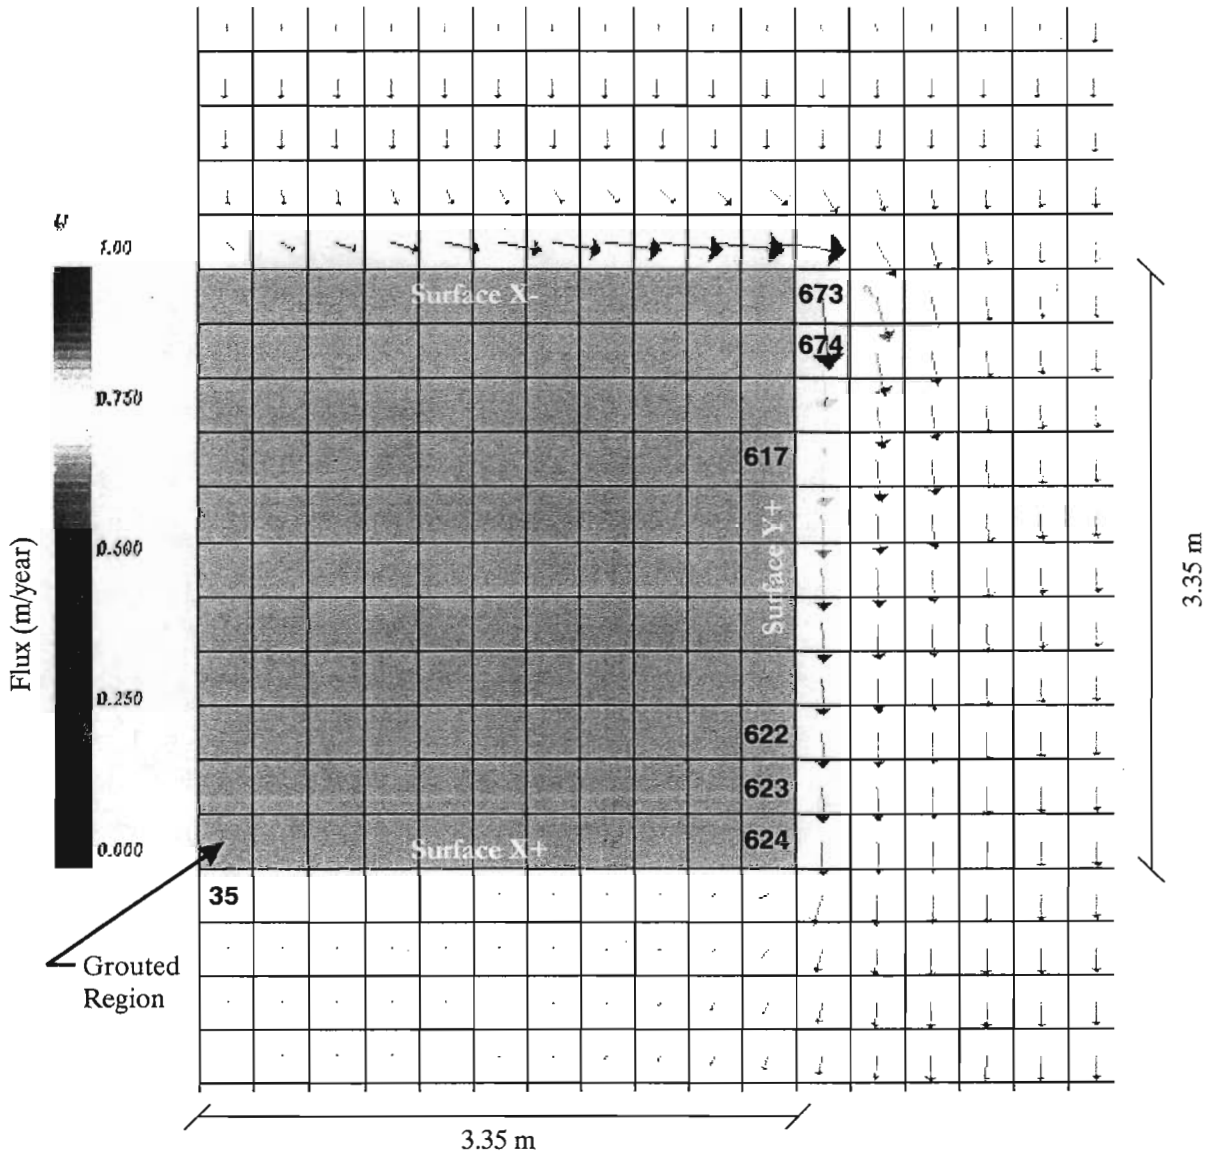 U
1.00
Surface X-
673
674
0.750
617
Surface Y+
0.500
Flux (m/year)
3.35 m
0.250
622
623
624
0.000
Surface X+
35
Grouted
Region
3.35 m